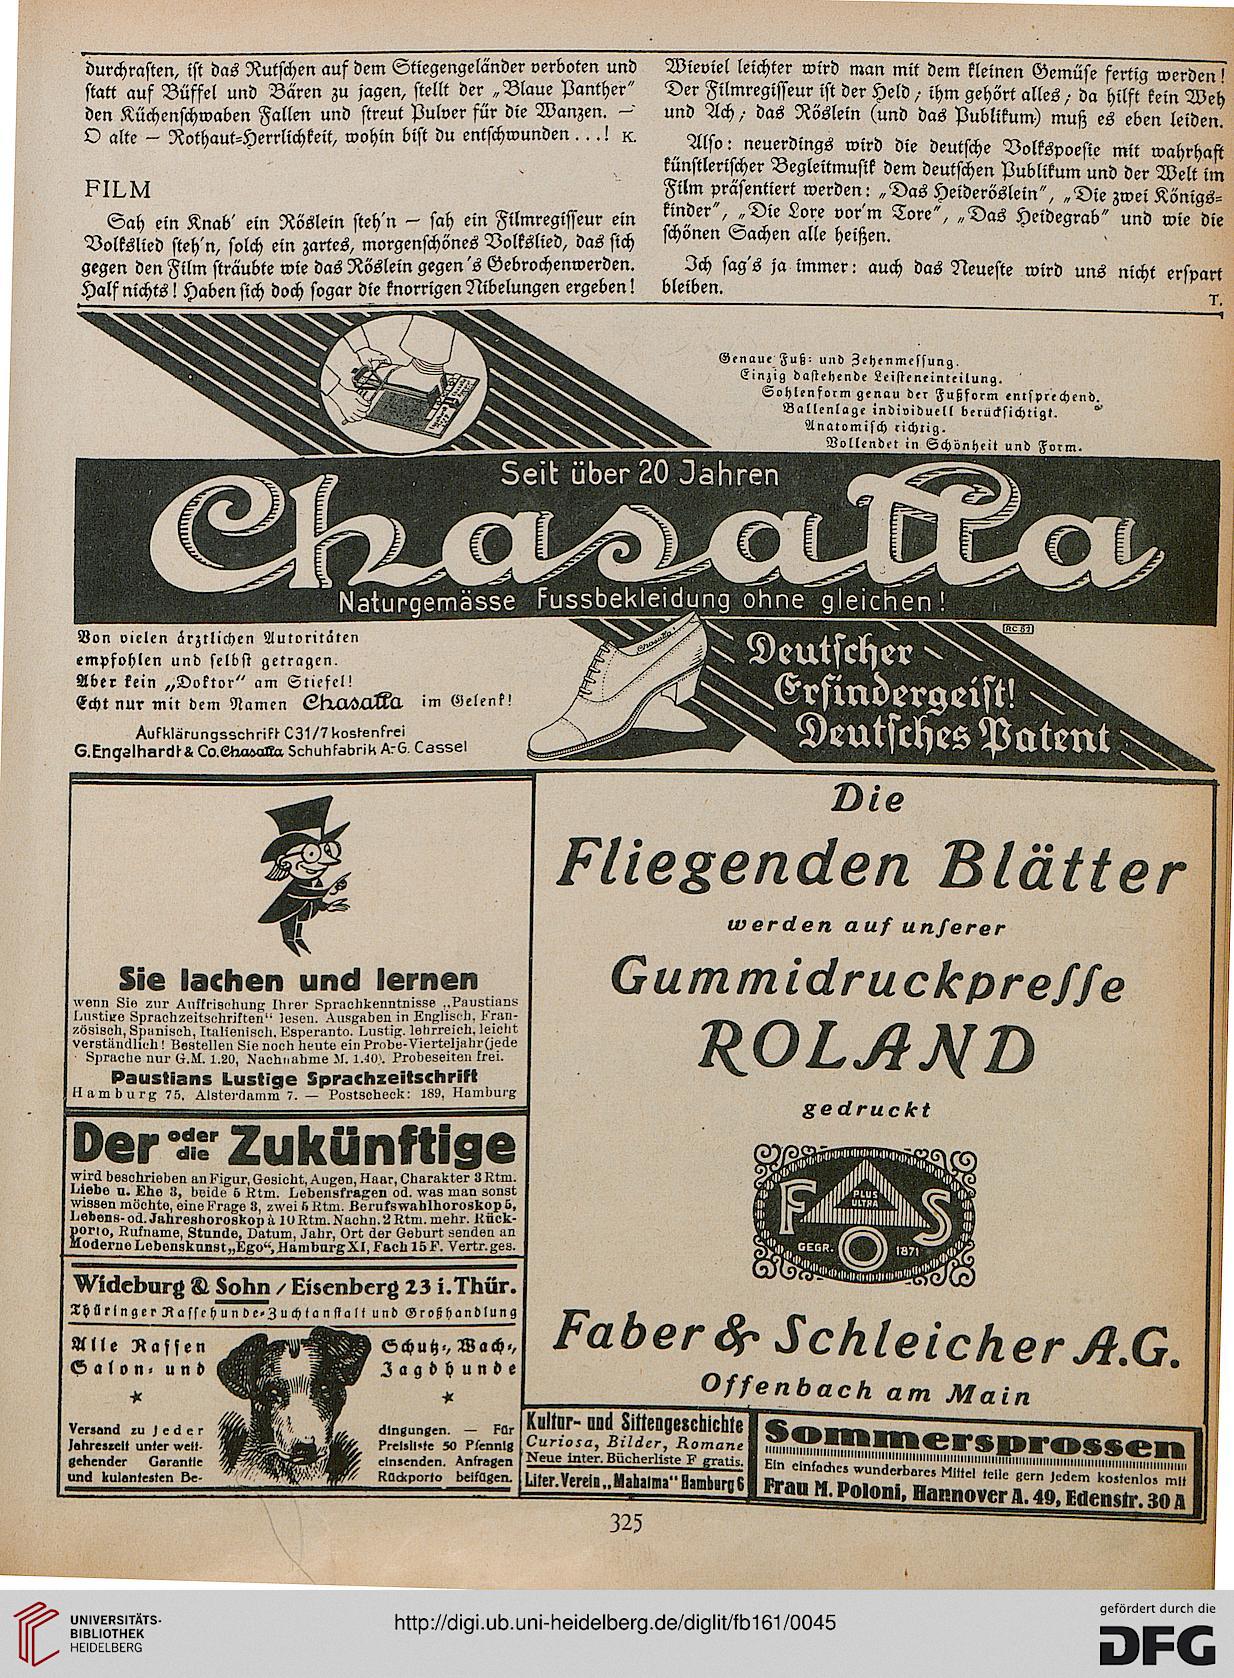 durchrasten, ist das Rutschen auf dem Stiegengeländer verboten und
statt auf Büffel und Bären zu jagen, stellt der „Blaue Panther"
den Küchenschwaben Fallen und streut Pulver für die Wanzen. —
O alte — Rothaut-Herrlichkeit, wohin bist du entschwunden . . .! K.
FILM
Sah ein Knab' ein Röslein steh'n — sah ein Filmregisseur ein
Volkslied steh'n, solch ein zartes, morgenschönes Volkslied, das sich
gegen den Film sträubte wie das Röslein gegen's Gebrochenwerden.
Half nichts! Haben sich doch sogar die knorrigen Nibelungen ergeben!
Wieviel leichter wird man mit dem kleinen Gemüse fertig werden!
Der Filmregisseur ist der Held; ihm gehört alles; da hilft kein Weh
und Ach; das Röslein (und das Publikum) muß es eben leiden.
Also: neuerdings wird die deutsche Volkspoesie mit wahrhaft
künstlerischer Begleitmusik dem deutschen Publikum und der Welt im
Film präsentiert werden: „Das Heideröslein", „Die zwei Königs-
kinder", „Die Lore vor'm Tore", „Das Heidegrab" und wie die
schönen Sachen alle heißen.
Ich sag's ja immer: auch das Neueste wird uns nicht erspart
bleiben.
T.
Genaue Fuß- und Zehenmessung.
Einzig dastehende Leisteneinteilung.
Sohlenform genau der Fußform entsprechend.
Ballenlage individuell berücksichtigt.
Anatomisch richtig.
Vollendet in Schönheit und Form.
Seit über 20 Jahren
Chasalla
Naturgemässe Fussbekleidung ohne gleichen!
Von vielen ärztlichen Autoritäten
empfohlen und selbst getragen.
Aber kein „Doktor" am Stiefel!
Echt nur mit dem Namen Chasalla im Gelenk!
Aufklärungsschrift C31/7 kostenfrei
G. Engelhardt & Co. Chasalla Schuhfabrik A-G. Cassel
Chasalla
Deutscher
Erfindergeist!
Deutsches Patent
Sie lachen und lernen
wenn Sie zur Auffrischung Ihrer Sprachkenntnisse „Paustians
Lustige Sprachzeitschriften" lesen. Ausgaben in Englisch, Fran-
zösisch, Spanisch, Italienisch, Esperanto. Lustig, lehrreich, leicht
verständlich! Bestellen Sie noch heute ein Probe-Vierteljahr (jede
Sprache nur G.M. 1.20, Nachnahme M. 1.40). Probeseiten frei.
Paustians Lustige Sprachzeitschrift
Hamburg 75, Alsterdamm 7. — Postscheck: 189, Hamburg
Der oder die Zukünftige
wird beschrieben an Figur, Gesicht, Augen, Haar, Charakter 3 Rtm.
Liebe u. Ehe 3, beide 5 Rtm. Lebensfragen od. was man sonst
wissen möchte, eine Frage 3, zwei 5 Rtm. Berufswahlhoroskop 5,
Lebens- od. Jahreshoroskop à 10 Rtm. Nachn. 2 Rtm. mehr. Rück-
porto, Rufname, Stunde, Datum, Jahr, Ort der Geburt senden an
Moderne Lebenskunst „Ego", Hamburg XI, Fach 15 F. Vertr. ges.
Wideburg & Sohn / Eisenberg 23 i. Thür.
Thüringer Rassehunde-Zuchtanstalt und Großhandlung
Alle Rassen
Salon- und
Schutz-, Wach-,
Jagdhunde
Versand zu jeder
Jahreszeit unter weit-
gehender Garantie
und kulantesten Be-
dingungen. — Für
Preisliste 50 Pfennig
einsenden. Anfragen
Rückporto beifügen.
Die
Fliegenden Blätter
werden auf unserer
Gummidruckpresse
ROLAND
gedruckt
FAS
PLUS
ULTRA
GEGR. 1871
O
Faber & Schleicher A.G.
Offenbach am Main
Kultur- und Sittengeschichte
Curiosa, Bilder, Romane
Neue inter. Bücherliste F gratis.
Liter. Verein „Mahatma" Hamburg 6
Sommersprossen
Ein einfaches wunderbares Mittel teile gern jedem kostenlos mit
Frau M. Poloni, Hannover A. 49, Edenstr. 30 A
325
UNIVERSITÄTS-
BIBLIOTHEK
HEIDELBERG
http://digi.ub.uni-heidelberg.de/diglit/fb161/0045
gefördert durch die
DFG